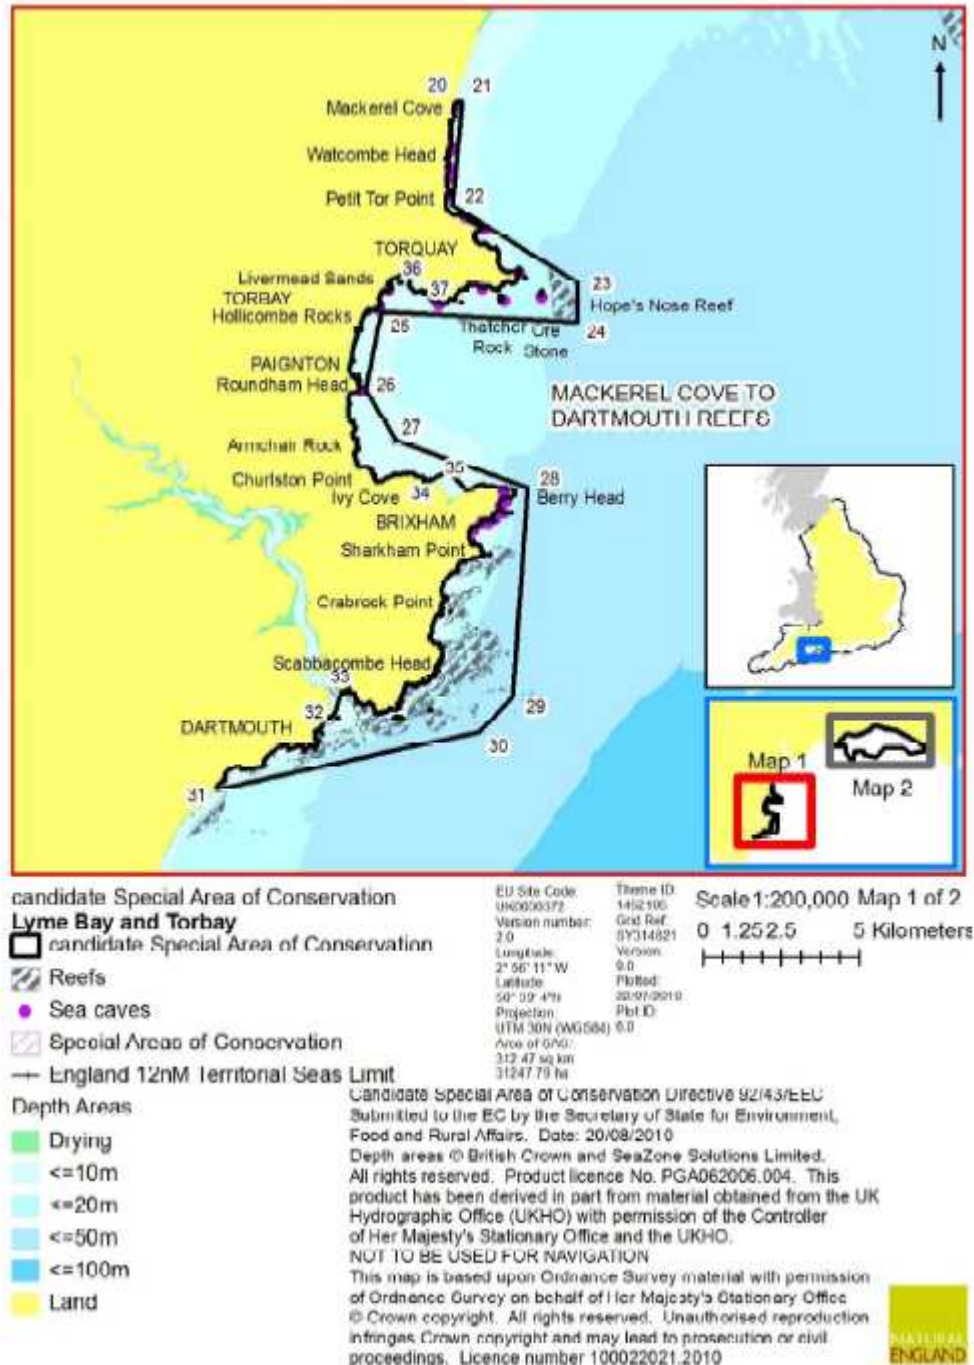 N
20 21
Mackerel Cove
Watcombe Head
Petit Tor Point 22
TORQUAY
36
Livermead Sands
37
23
TORBAY
Hope's Nose Reef
Hollicombe Rocks
25
Thatcher Ore
24
Rock Stone
PAIGNTON
Roundham Head 26
MACKEREL COVE TO
DARTMOUTH REEFS
27
Armchair Rock
35
Churlston Point
28
Ivy Cove 34
Berry Head
BRIXHAM
Sharkham Point
Crabrock Point
Scabbacombe Head
33
29
32
DARTMOUTH
30
31
Map 1
Map 2
candidate Special Area of Conservation
Lyme Bay and Torbay
candidate Special Area of Conservation
Reefs
Sea caves
Special Areas of Conservation
England 12nM Territorial Seas Limit
Depth Areas
Drying
<=10m
<=20m
<=50m
<=100m
Land
EU Site Code:
UK0030372
Version number:
2.0
Longitude:
2° 56' 11" W
Latitude:
Projection:
UTM 30N (WGS84)
Area of SAC:
312.47 sq km
31247.79 ha
Theme ID:
Grid Ref:
SY314821
Version:
Plotted:
Plot ID:
6.0
Scale 1:200,000 Map 1 of 2
0 1.25 2.5 5 Kilometers
Candidate Special Area of Conservation Directive 92/43/EEC
Submitted to the EC by the Secretary of State for Environment,
Food and Rural Affairs. Date: 20/08/2010
Depth areas © British Crown and SeaZone Solutions Limited.
All rights reserved. Product licence No. PGA062006.004. This
product has been derived in part from material obtained from the UK
Hydrographic Office (UKHO) with permission of the Controller
of Her Majesty's Stationary Office and the UKHO.
NOT TO BE USED FOR NAVIGATION
This map is based upon Ordnance Survey material with permission
of Ordnance Survey on behalf of Her Majesty's Stationary Office
© Crown copyright. All rights reserved. Unauthorised reproduction
infringes Crown copyright and may lead to prosecution or civil
proceedings. Licence number 100022021.2010
NATURAL
ENGLAND